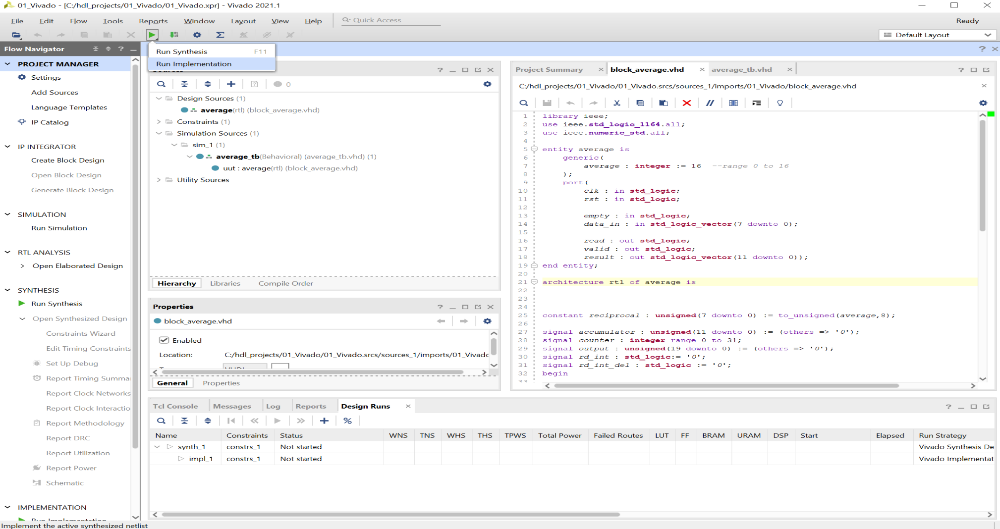 01_Vivado - [C:/hdl_projects/01_Vivado/01_Vivado.xpr] - Vivado 2021.1
File Edit Flow Tools Reports Window Layout View Help Quick Access Ready
Default Layout
Flow Navigator
Run Synthesis F11
Run Implementation
PROJECT MANAGER
Settings
Add Sources
Language Templates
IP Catalog
IP INTEGRATOR
Create Block Design
Open Block Design
Generate Block Design
SIMULATION
Run Simulation
RTL ANALYSIS
Open Elaborated Design
SYNTHESIS
Run Synthesis
Open Synthesized Design
Constraints Wizard
Edit Timing Constraints
Set Up Debug
Report Timing Summa
Report Clock Networks
Report Clock Interactio
Report Methodology
Report DRC
Report Utilization
Report Power
Schematic
IMPLEMENTATION
Run Implementation
0
Design Sources (1)
average(rtl) (block_average.vhd)
Constraints (1)
Simulation Sources (1)
sim_1 (1)
average_tb(Behavioral) (average_tb.vhd) (1)
uut : average(rtl) (block_average.vhd)
Utility Sources
Hierarchy Libraries Compile Order
Properties
block_average.vhd
Enabled
Location: C:/hdl_projects/01_Vivado/01_Vivado.srcs/sources_1/imports/01_Vivado
General Properties
Project Summary block_average.vhd average_tb.vhd
C:/hdl_projects/01_Vivado/01_Vivado.srcs/sources_1/imports/01_Vivado/block_average.vhd
1 library ieee;
2 use ieee.std_logic_1164.all;
3 use ieee.numeric_std.all;
4
5 entity average is
6 generic(
7 average : integer := 16 --range 0 to 16
8 );
9 port(
10 clk : in std_logic;
11 rst : in std_logic;
12
13 empty : in std_logic;
14 data_in : in std_logic_vector(7 downto 0);
15
16 read : out std_logic;
17 valid : out std_logic;
18 result : out std_logic_vector(11 downto 0));
19 end entity;
20
21 architecture rtl of average is
22
23
24
25 constant reciprocal : unsigned(7 downto 0) := to_unsigned(average,8);
26
27 signal accumulator : unsigned(11 downto 0) := (others => '0');
28 signal counter : integer range 0 to 31;
29 signal output : unsigned(19 downto 0) := (others => '0');
30 signal rd_int : std_logic:= '0';
31 signal rd_int_del : std_logic := '0';
32 begin
33
Tcl Console Messages Log Reports Design Runs
Name Constraints Status WNS TNS WHS THS TPWS Total Power Failed Routes LUT FF BRAM URAM DSP Start Elapsed Run Strategy
synth_1 constrs_1 Not started Vivado Synthesis De
impl_1 constrs_1 Not started Vivado Implementat
Implement the active synthesized netlist